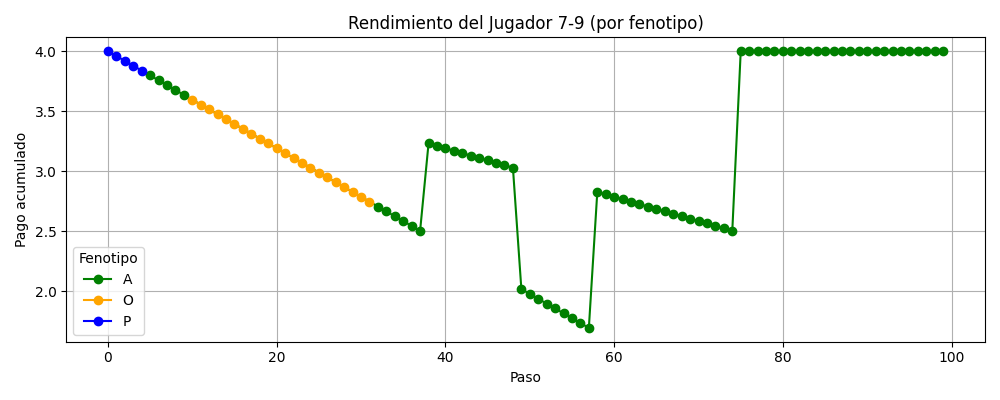 Rendimiento del Jugador 7-9 (por fenotipo)
Pago acumulado
4.0
3.5
3.0
2.5
2.0
Fenotipo
A
O
P
0
20
40
60
80
100
Paso